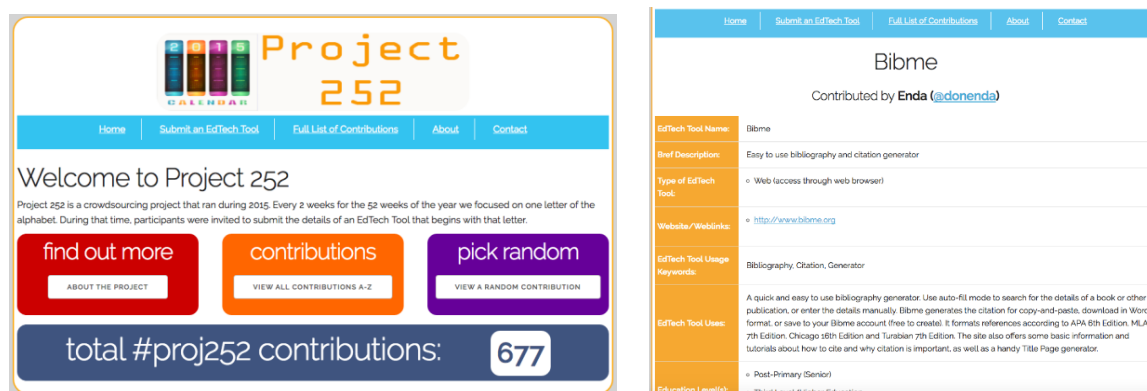 2015
CALENDAR
Project
252
Home Submit an EdTech Tool Full List of Contributions About Contact
Welcome to Project 252
Project 252 is a crowdsourcing project that ran during 2015. Every 2 weeks for the 52 weeks of the year we focused on one letter of the
alphabet. During that time, participants were invited to submit the details of an EdTech Tool that begins with that letter.
find out more contributions pick random
ABOUT THE PROJECT VIEW ALL CONTRIBUTIONS A-Z VIEW A RANDOM CONTRIBUTION
total #proj252 contributions: 677
Home Submit an EdTech Tool Full List of Contributions About Contact
Bibme
Contributed by Enda (@donenda)
EdTech Tool Name: Bibme
Bref Description: Easy to use bibliography and citation generator
Type of EdTech
Tool:
Web (access through web browser)
Website/Weblinks: http://www.bibme.org
EdTech Tool Usage
Keywords:
Bibliography, Citation, Generator
EdTech Tool Uses:
A quick and easy to use bibliography generator. Use auto-fill mode to search for the details of a book or other
publication, or enter the details manually. Bibme generates the citation for copy-and-paste, download in Word
format, or save to your Bibme account (free to create). It formats references according to APA 6th Edition, MLA
7th Edition, Chicago 16th Edition and Turabian 7th Edition. The site also offers some basic information and
tutorials about how to cite and why citation is important, as well as a handy Title Page generator.
Education Level(s): Post-Primary (Senior)